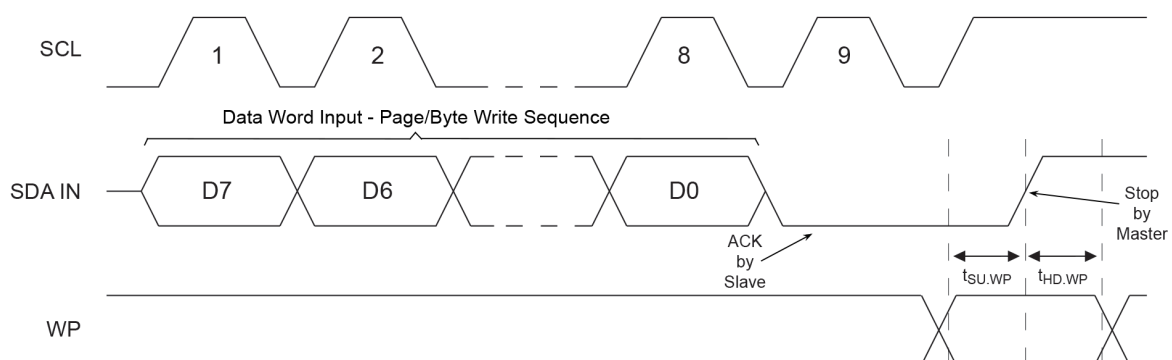 SCL
1
2
8
9
Data Word Input - Page/Byte Write Sequence
SDA IN
D7
D6
D0
Stop
by
Master
ACK
by
Slave
tSU.WP
tHD.WP
WP